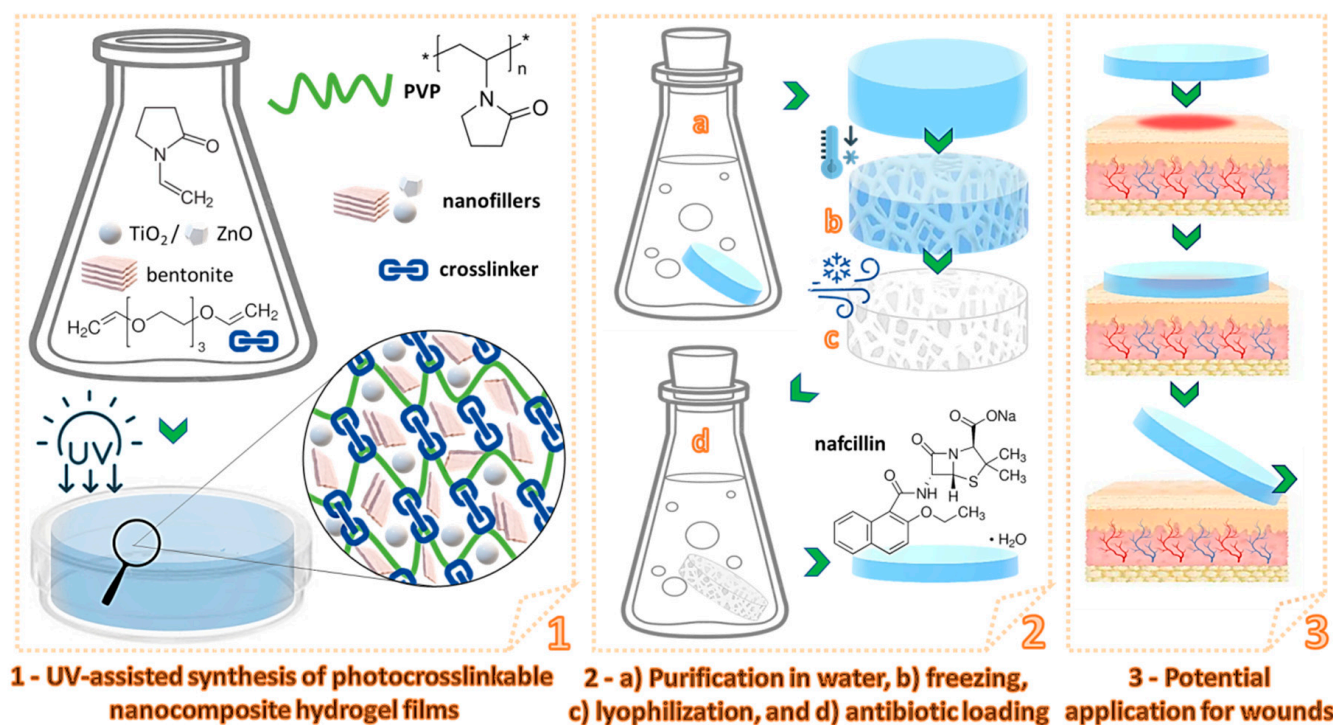 * *
n
N
O
PVP
N
O
CH₂
nanofillers
TiO₂ / ZnO
bentonite
crosslinker
H₂C O O CH₂
3
UV
1
a
b
c
d
nafcillin
O ONa
O
N CH₃
CH₃
S
H
O NH
O CH₃
• H₂O
2
3
1 - UV-assisted synthesis of photocrosslinkable
nanocomposite hydrogel films
2 - a) Purification in water, b) freezing,
c) lyophilization, and d) antibiotic loading
3 - Potential
application for wounds